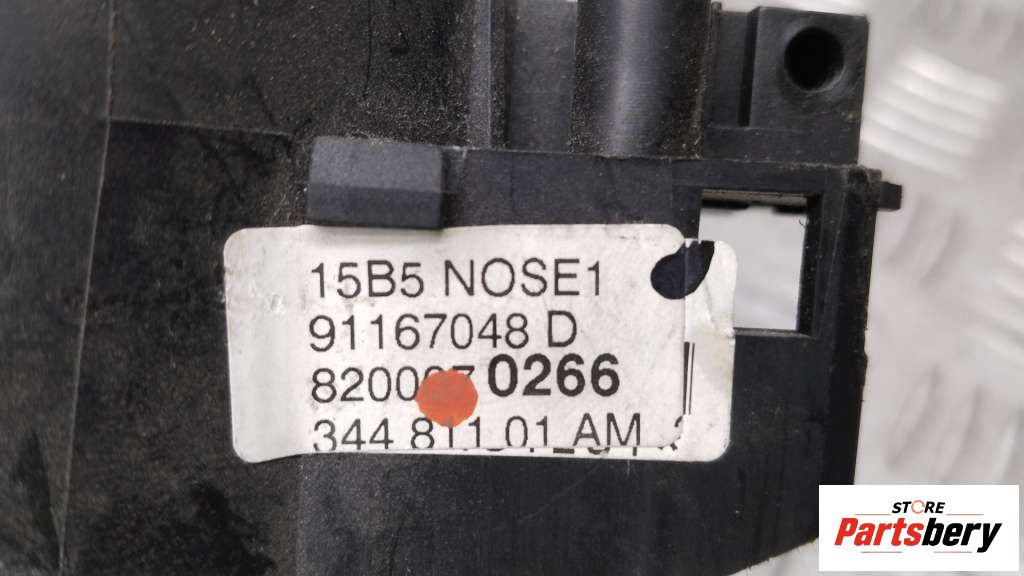 15B5 NOSE1
91167048 D
0266
344 811 01 AM
STORE
Partsbery